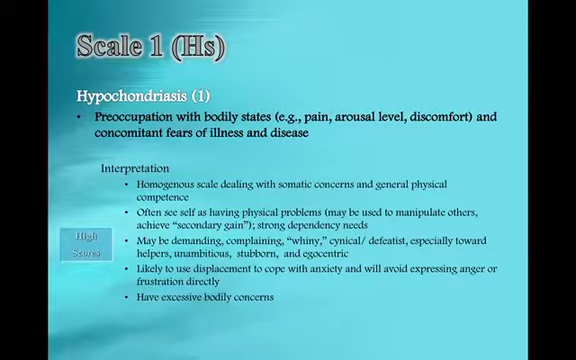 Scale 1 (Hs)
Hypochondriasis (1)
• Preoccupation with bodily states (e.g., pain, arousal level, discomfort) and
concomitant fears of illness and disease
Interpretation
• Homogenous scale dealing with somatic concerns and general physical
competence
• Often see self as having physical problems (may be used to manipulate others,
achieve “secondary gain”); strong dependency needs
High
Scores
• May be demanding, complaining, “whiny,” cynical/ defeatist, especially toward
helpers, unambitious, stubborn, and egocentric
• Likely to use displacement to cope with anxiety and will avoid expressing anger or
frustration directly
• Have excessive bodily concerns